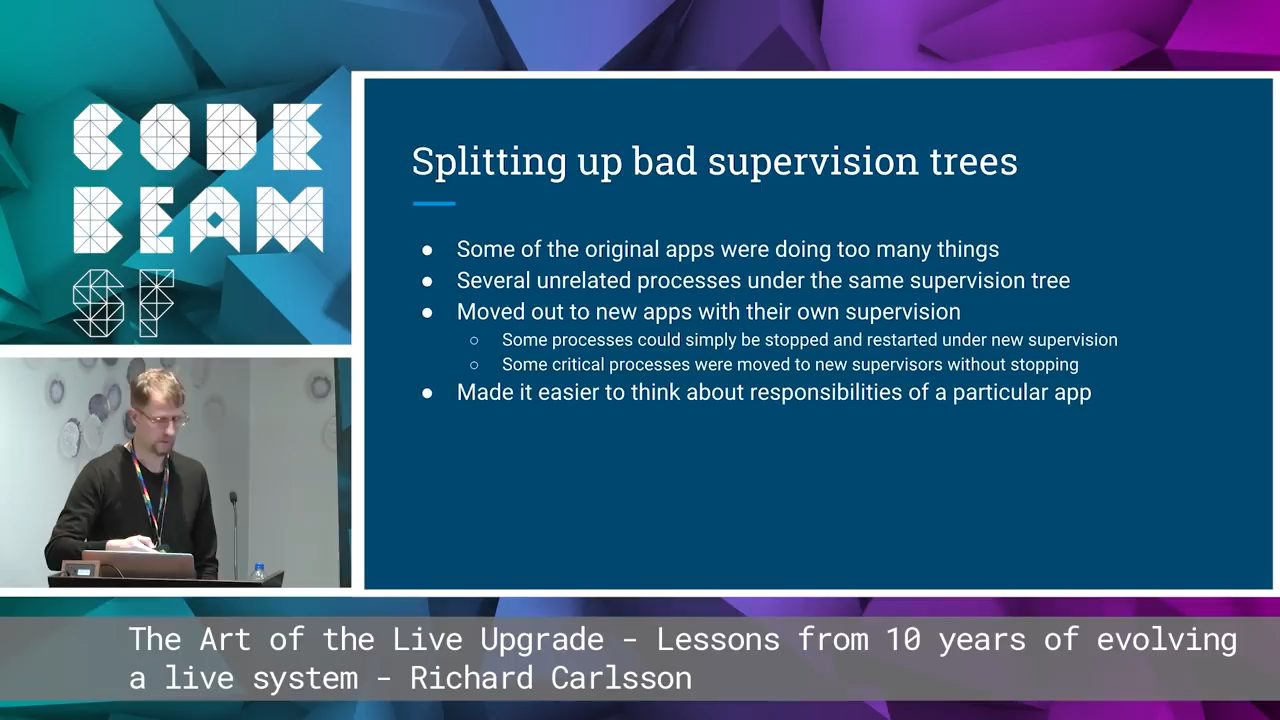 CODE
BEAM
SF
Splitting up bad supervision trees
● Some of the original apps were doing too many things
● Several unrelated processes under the same supervision tree
● Moved out to new apps with their own supervision
○ Some processes could simply be stopped and restarted under new supervision
○ Some critical processes were moved to new supervisors without stopping
● Made it easier to think about responsibilities of a particular app
The Art of the Live Upgrade - Lessons from 10 years of evolving
a live system - Richard Carlsson